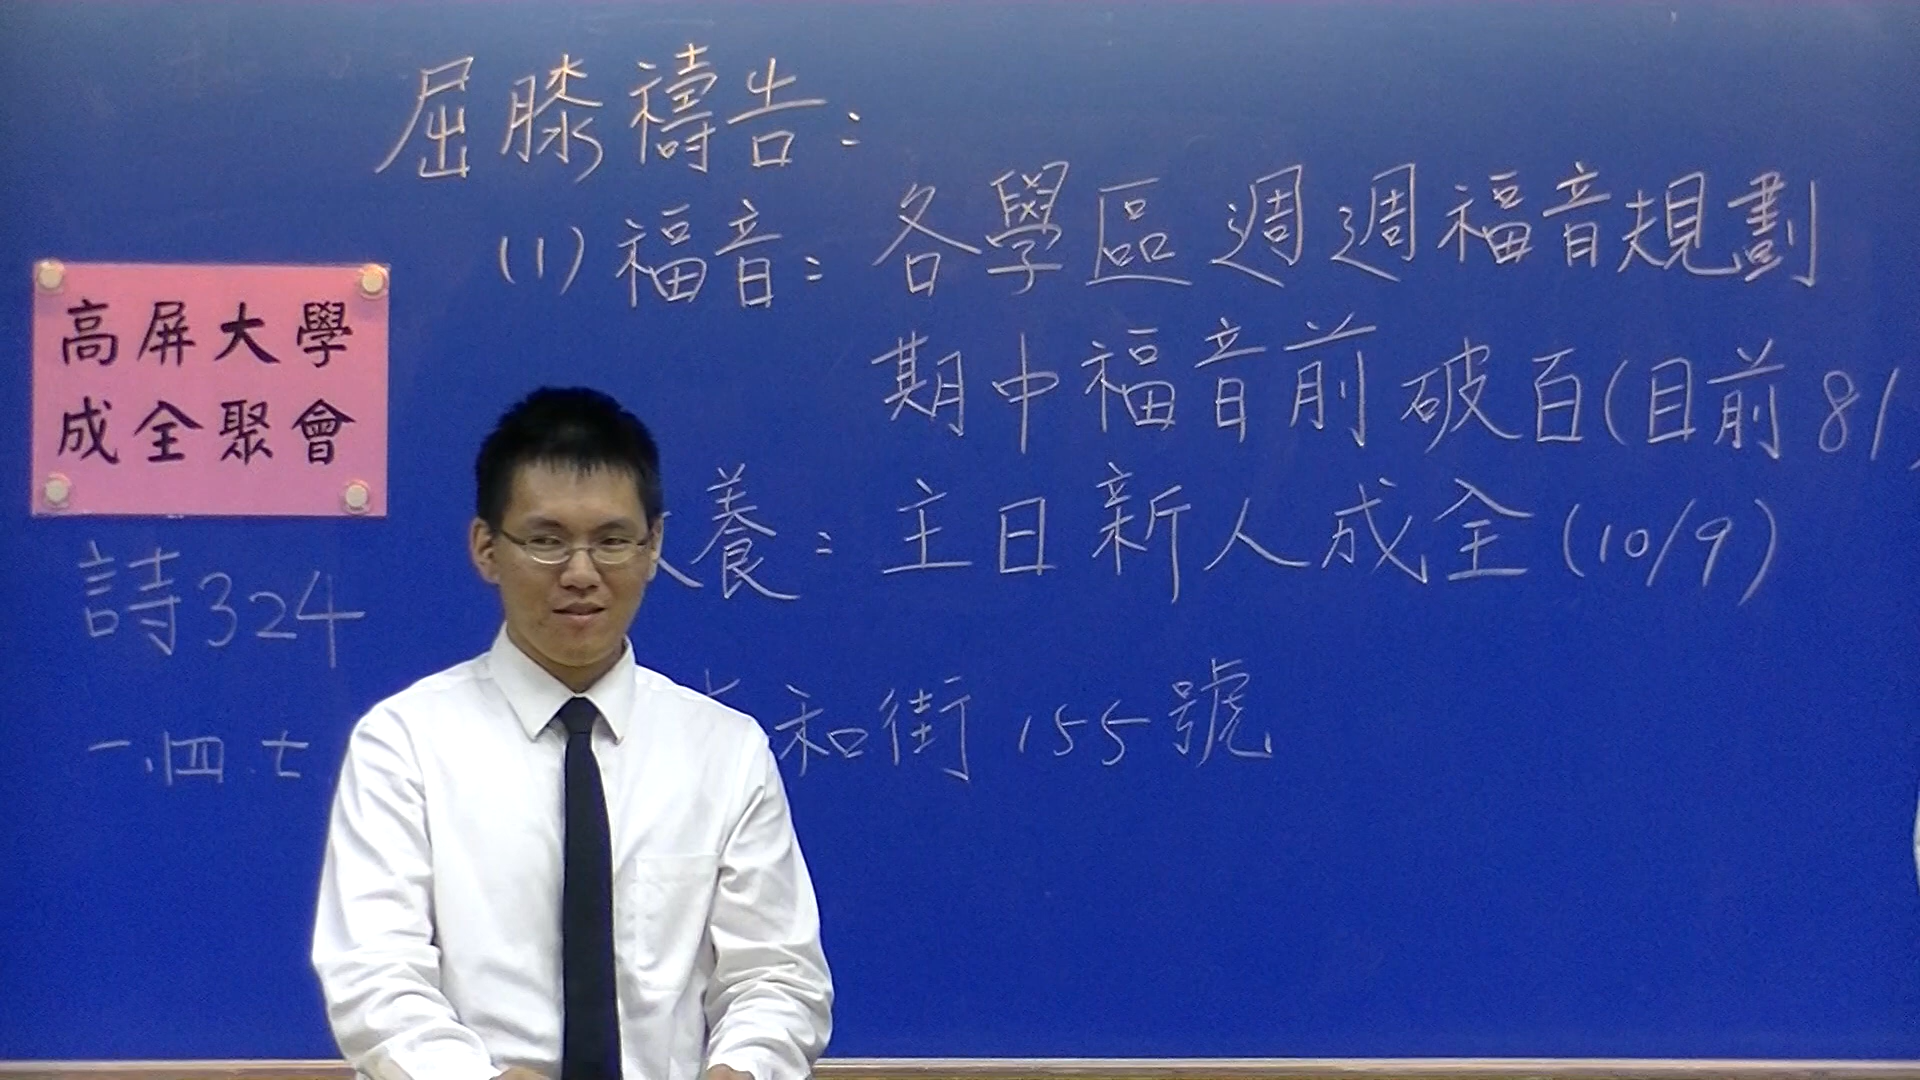 屈膝禱告：
(1) 福音：各學區週週福音規劃
期中福音前破百(目前81
養：主日新人成全(10/9)
和街155號
高屏大學
成全聚會
詩324
一.四.七